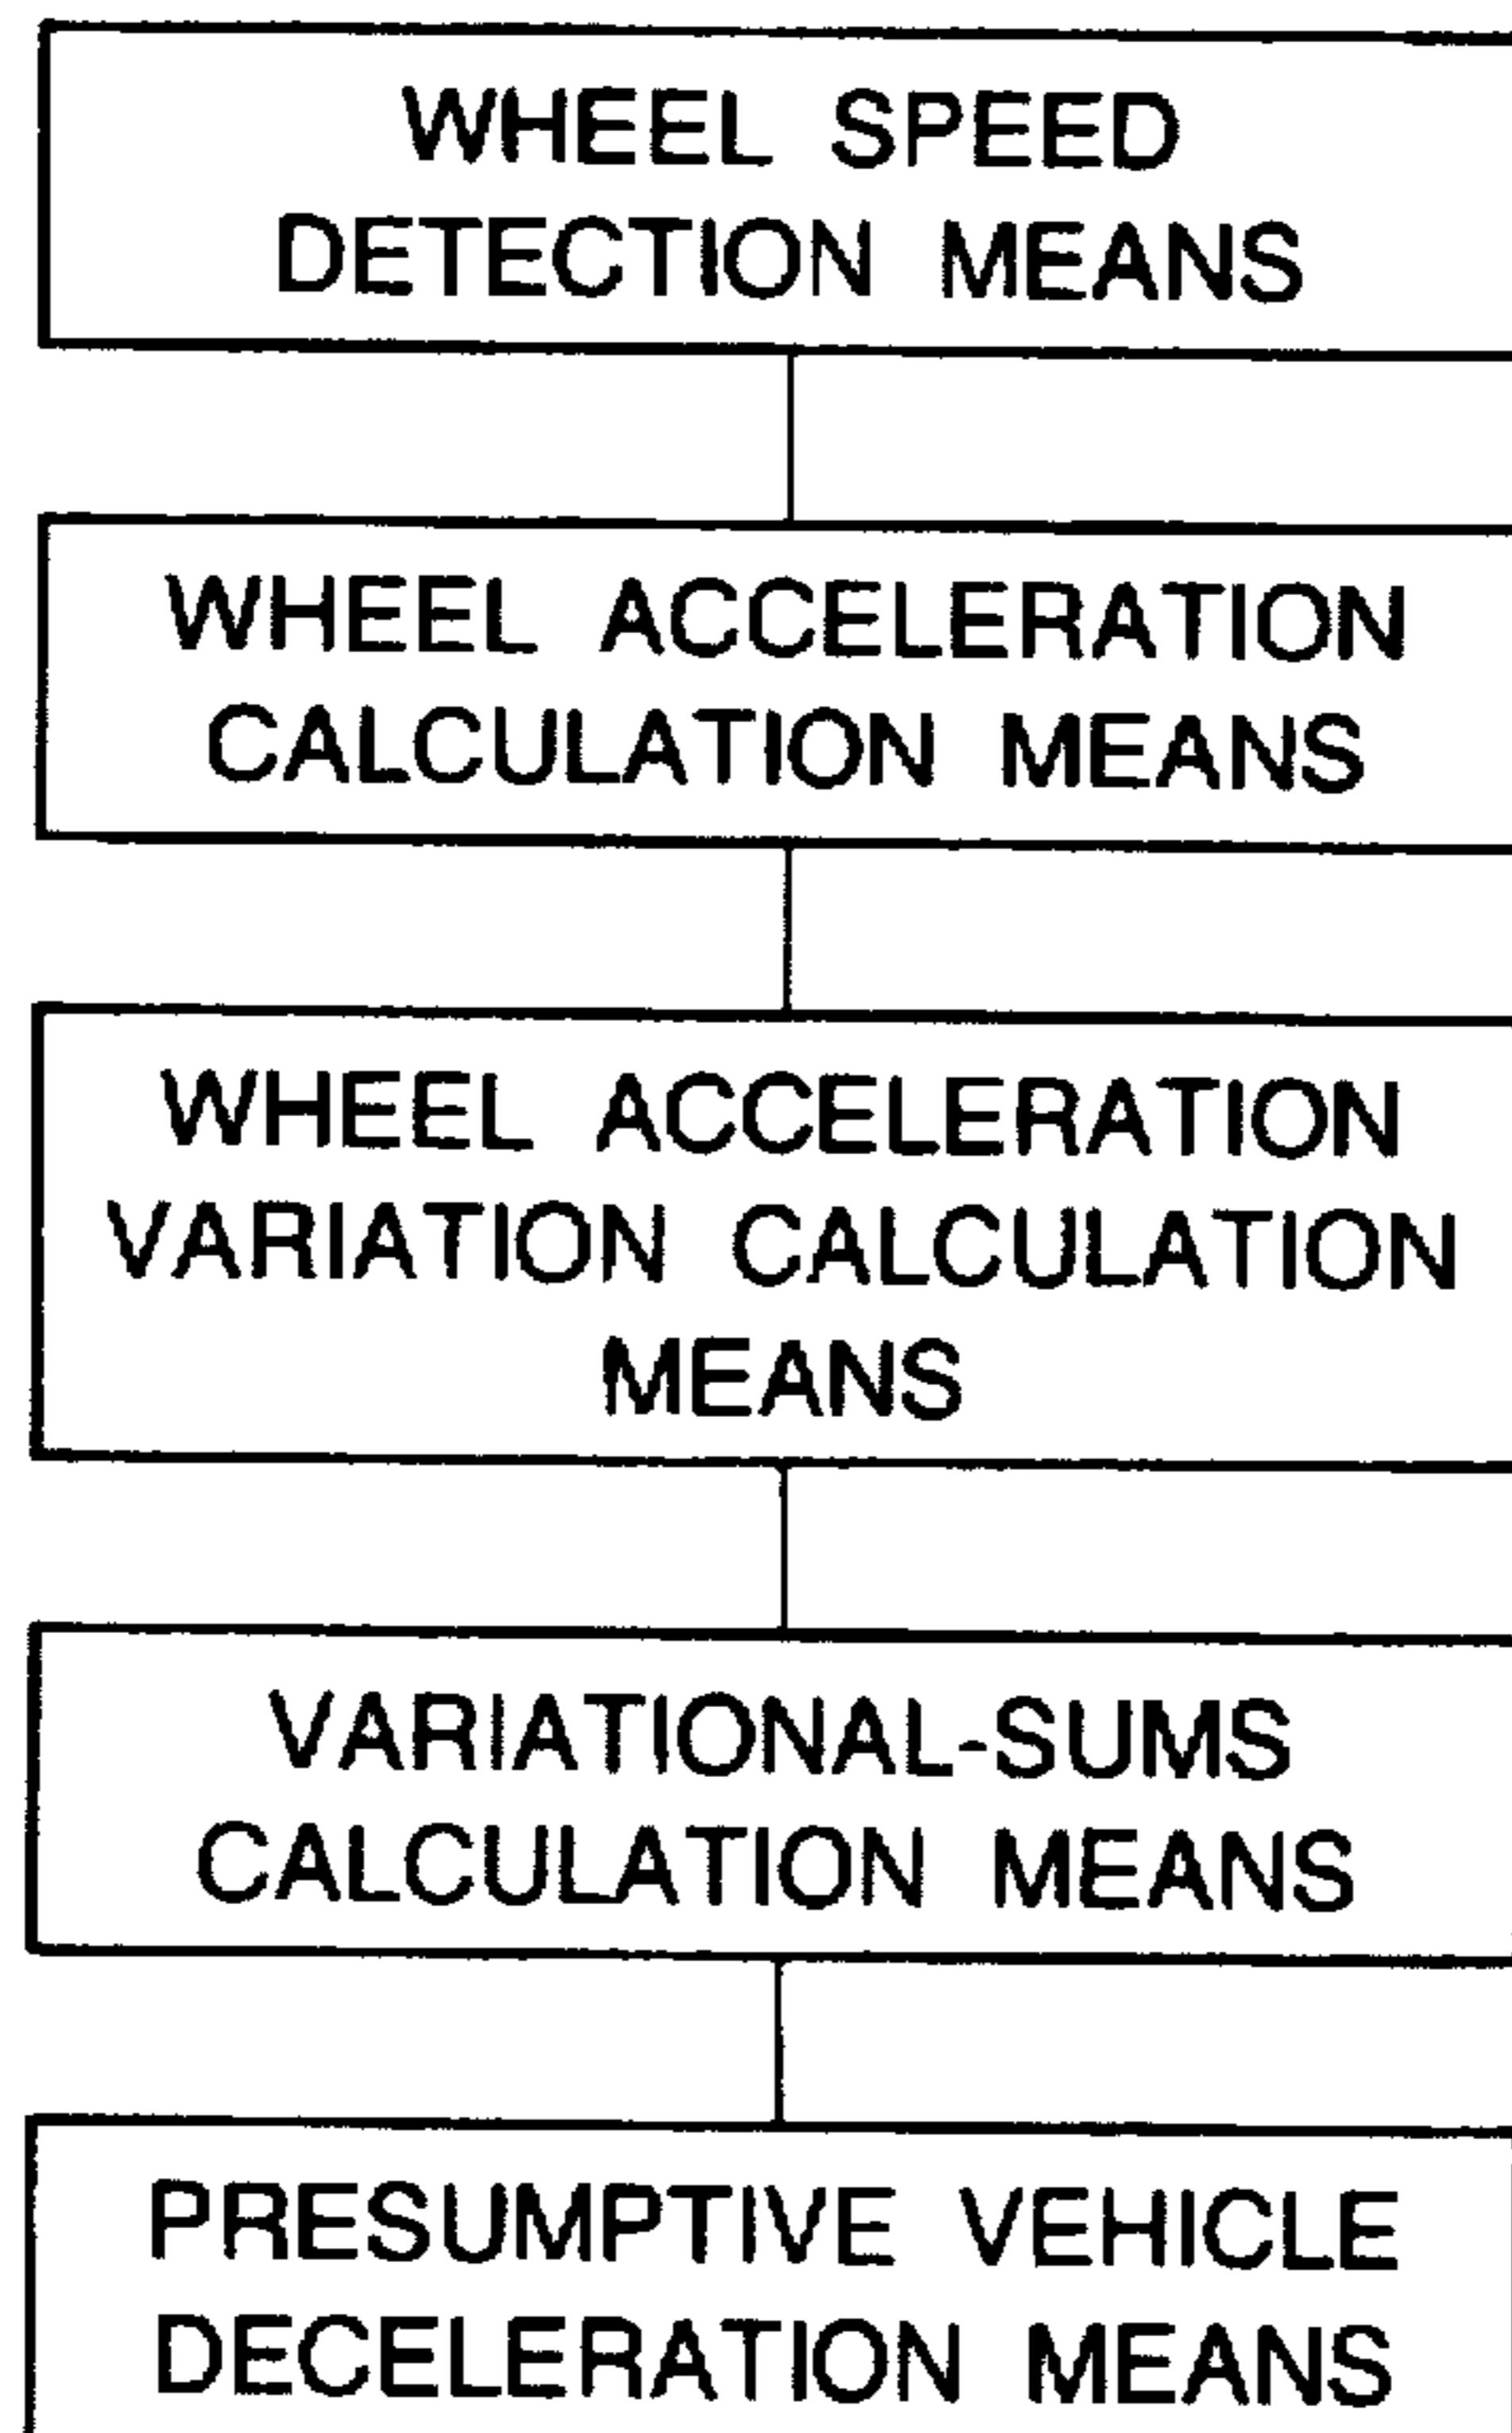 WHEEL SPEED
DETECTION MEANS
WHEEL ACCELERATION
CALCULATION MEANS
WHEEL ACCELERATION
VARIATION CALCULATION
MEANS
VARIATIONAL-SUMS
CALCULATION MEANS
PRESUMPTIVE VEHICLE
DECELERATION MEANS